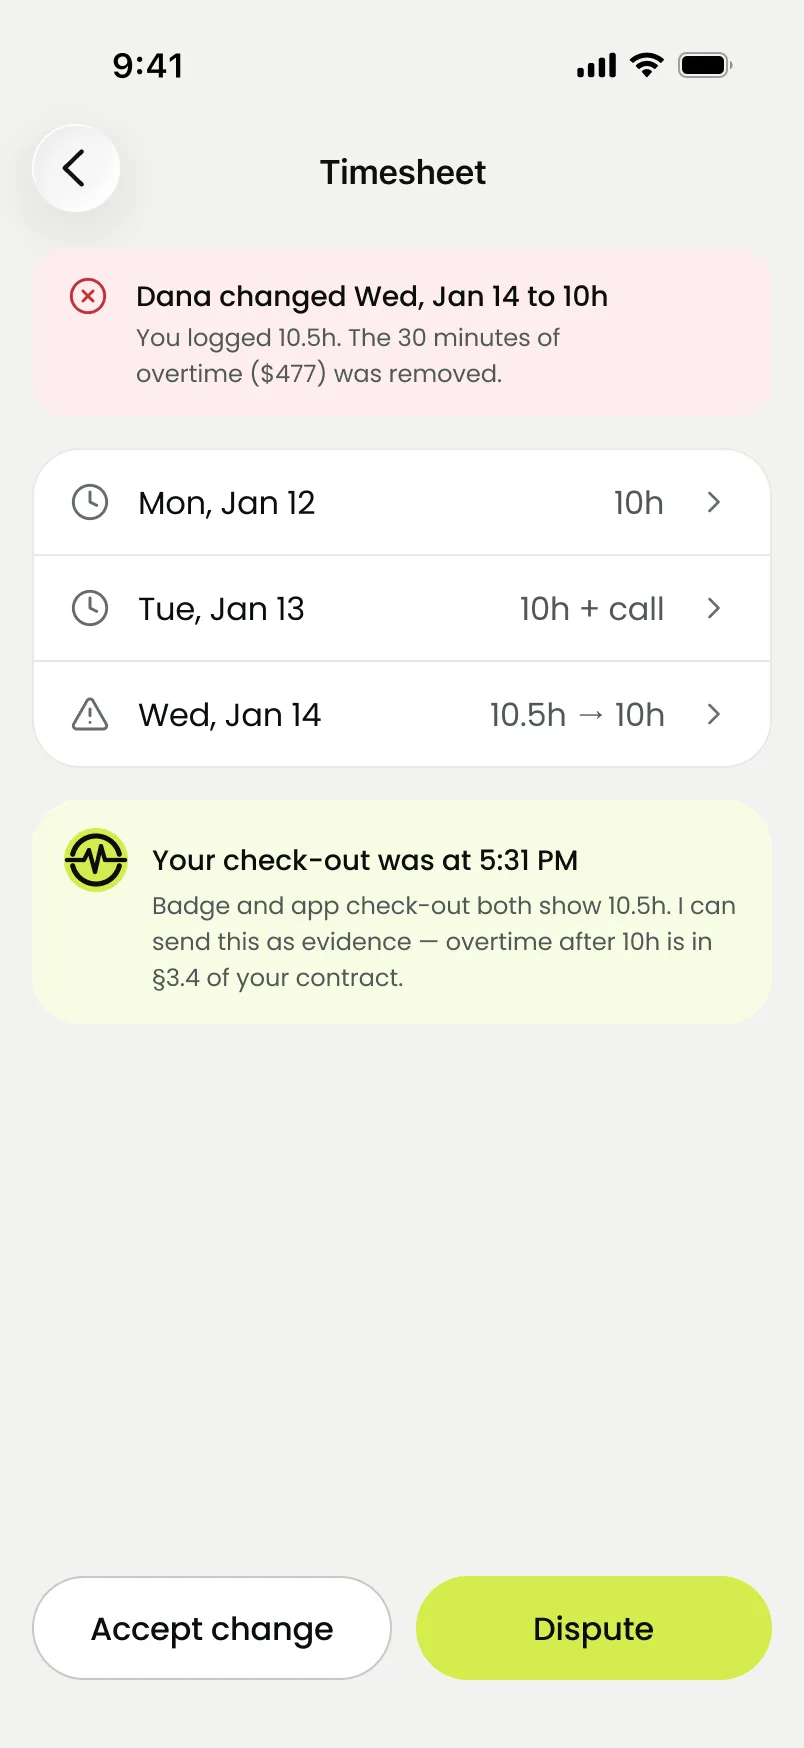 9:41
Timesheet
Dana changed Wed, Jan 14 to 10h
You logged 10.5h. The 30 minutes of
overtime ($477) was removed.
Mon, Jan 12 10h
Tue, Jan 13 10h + call
Wed, Jan 14 10.5h → 10h
Your check-out was at 5:31 PM
Badge and app check-out both show 10.5h. I can
send this as evidence — overtime after 10h is in
§3.4 of your contract.
Accept change Dispute